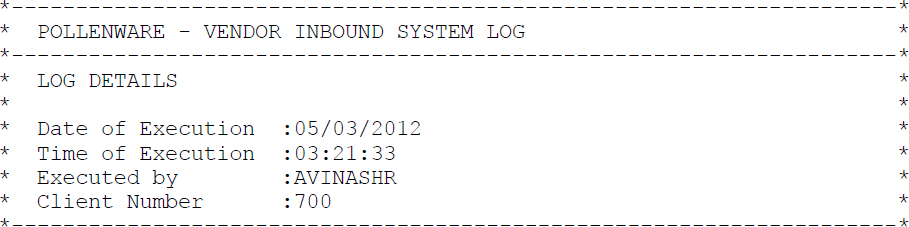 *---------------------------------------------------------------------*
*  POLLENWARE - VENDOR INBOUND SYSTEM LOG                             *
*---------------------------------------------------------------------*
*  LOG DETAILS                                                        *
*                                                                     *
*  Date of Execution  :05/03/2012                                     *
*  Time of Execution  :03:21:33                                       *
*  Executed by        :AVINASHR                                       *
*  Client Number      :700                                            *
*---------------------------------------------------------------------*